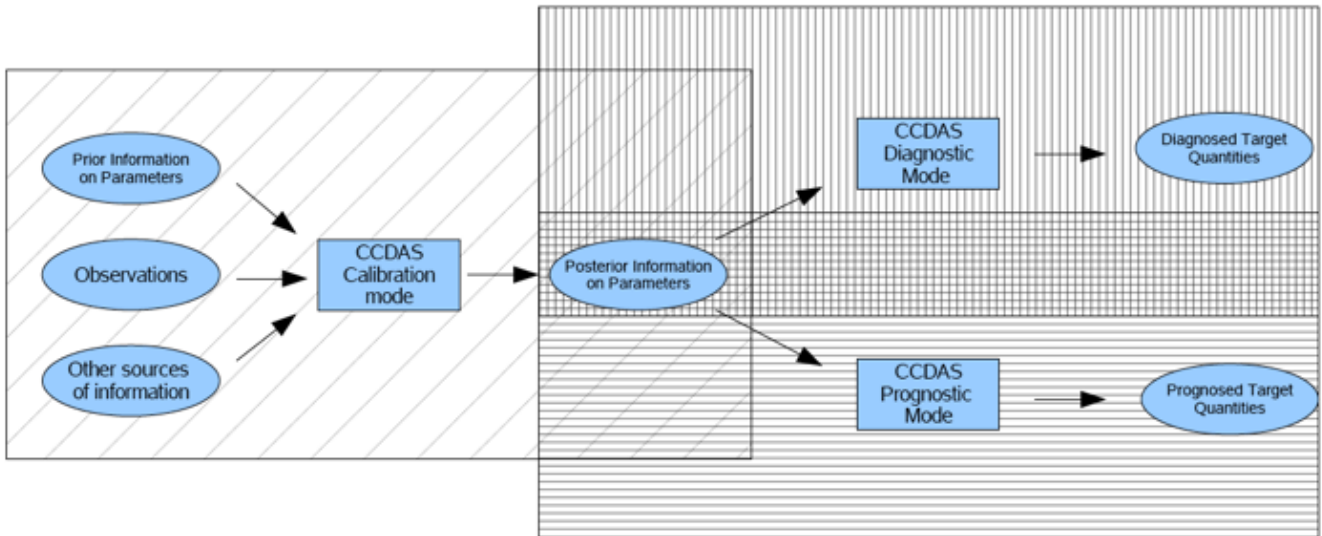 Prior Information
on Parameters
Observations
Other sources
of information
CCDAS
Calibration
mode
Posterior Information
on Parameters
CCDAS
Diagnostic
Mode
Diagnosed Target
Quantities
CCDAS
Prognostic
Mode
Prognosed Target
Quantities